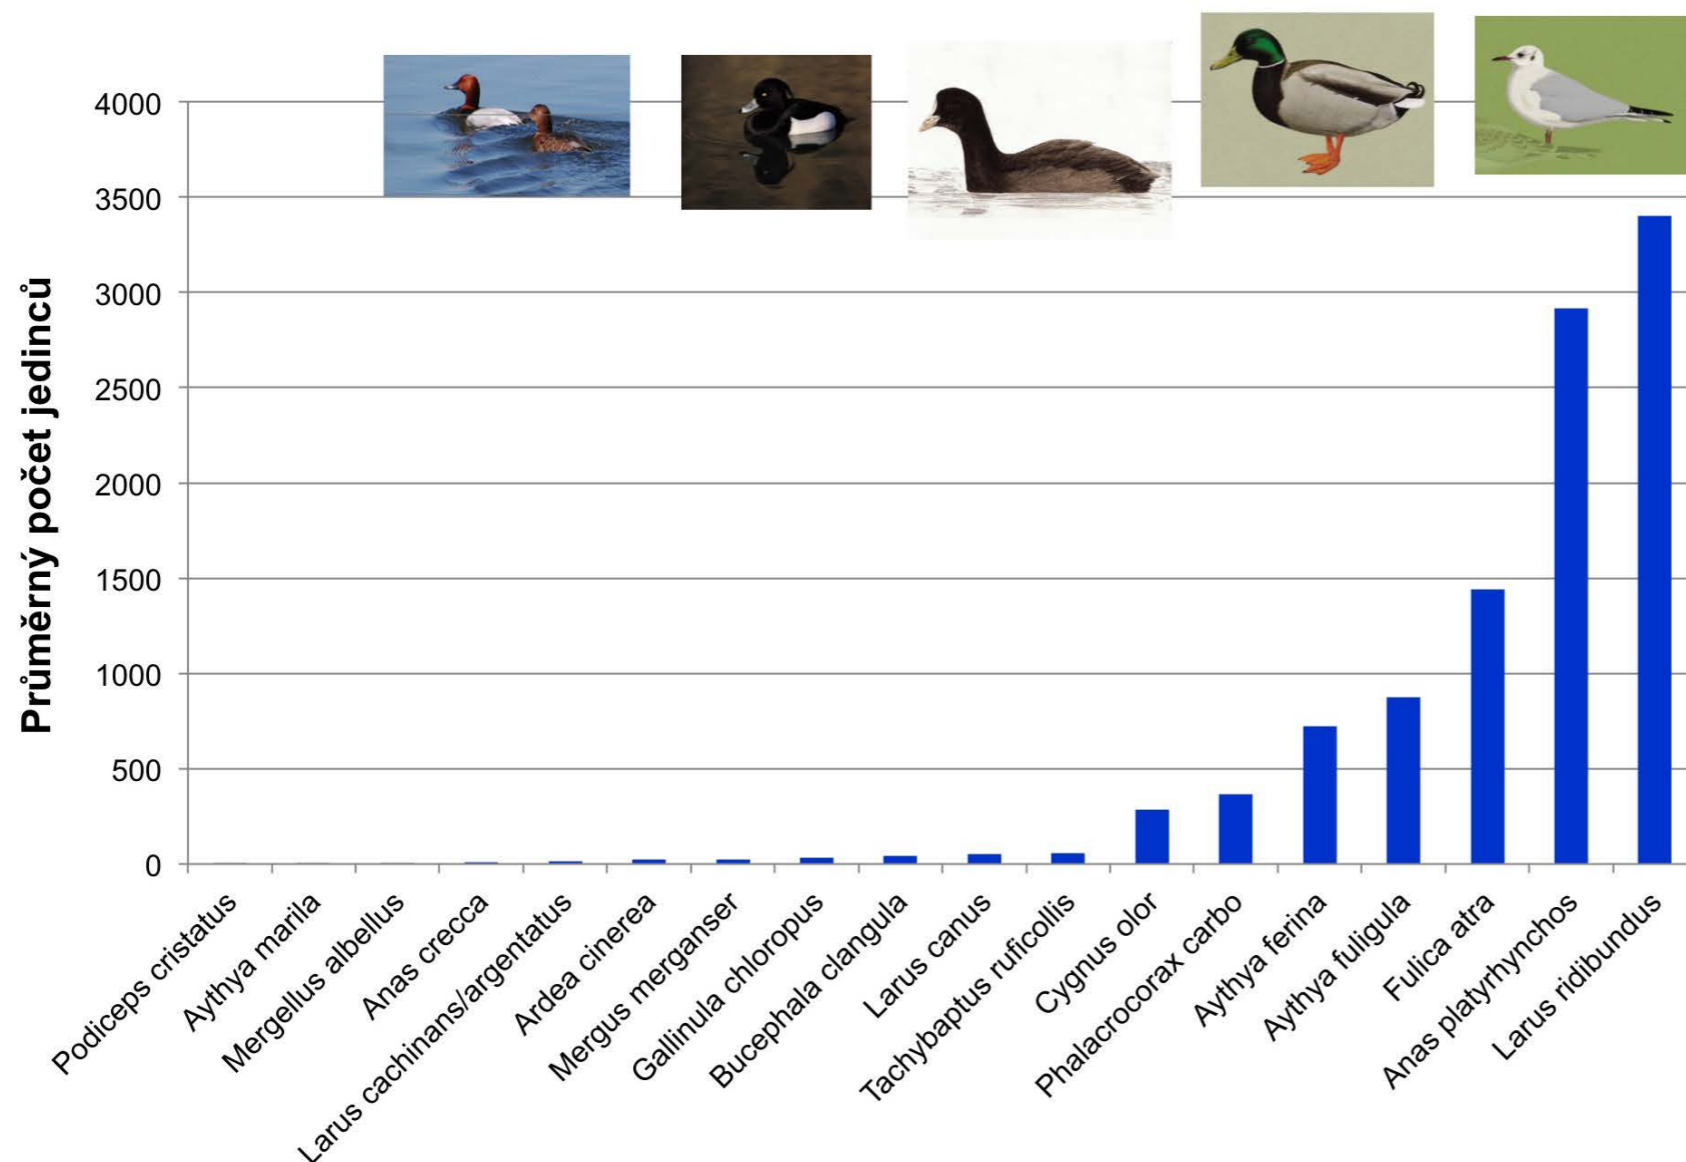 Průměrný počet jedinců
4000
3500
3000
2500
2000
1500
1000
500
0
Podiceps cristatus
Aythya marila
Mergellus albellus
Anas crecca
Larus cachinans/argentatus
Ardea cinerea
Mergus merganser
Gallinula chloropus
Bucephala clangula
Larus canus
Tachybaptus ruficollis
Cygnus olor
Phalacrocorax carbo
Aythya ferina
Aythya fuligula
Fulica atra
Anas platyrhynchos
Larus ridibundus